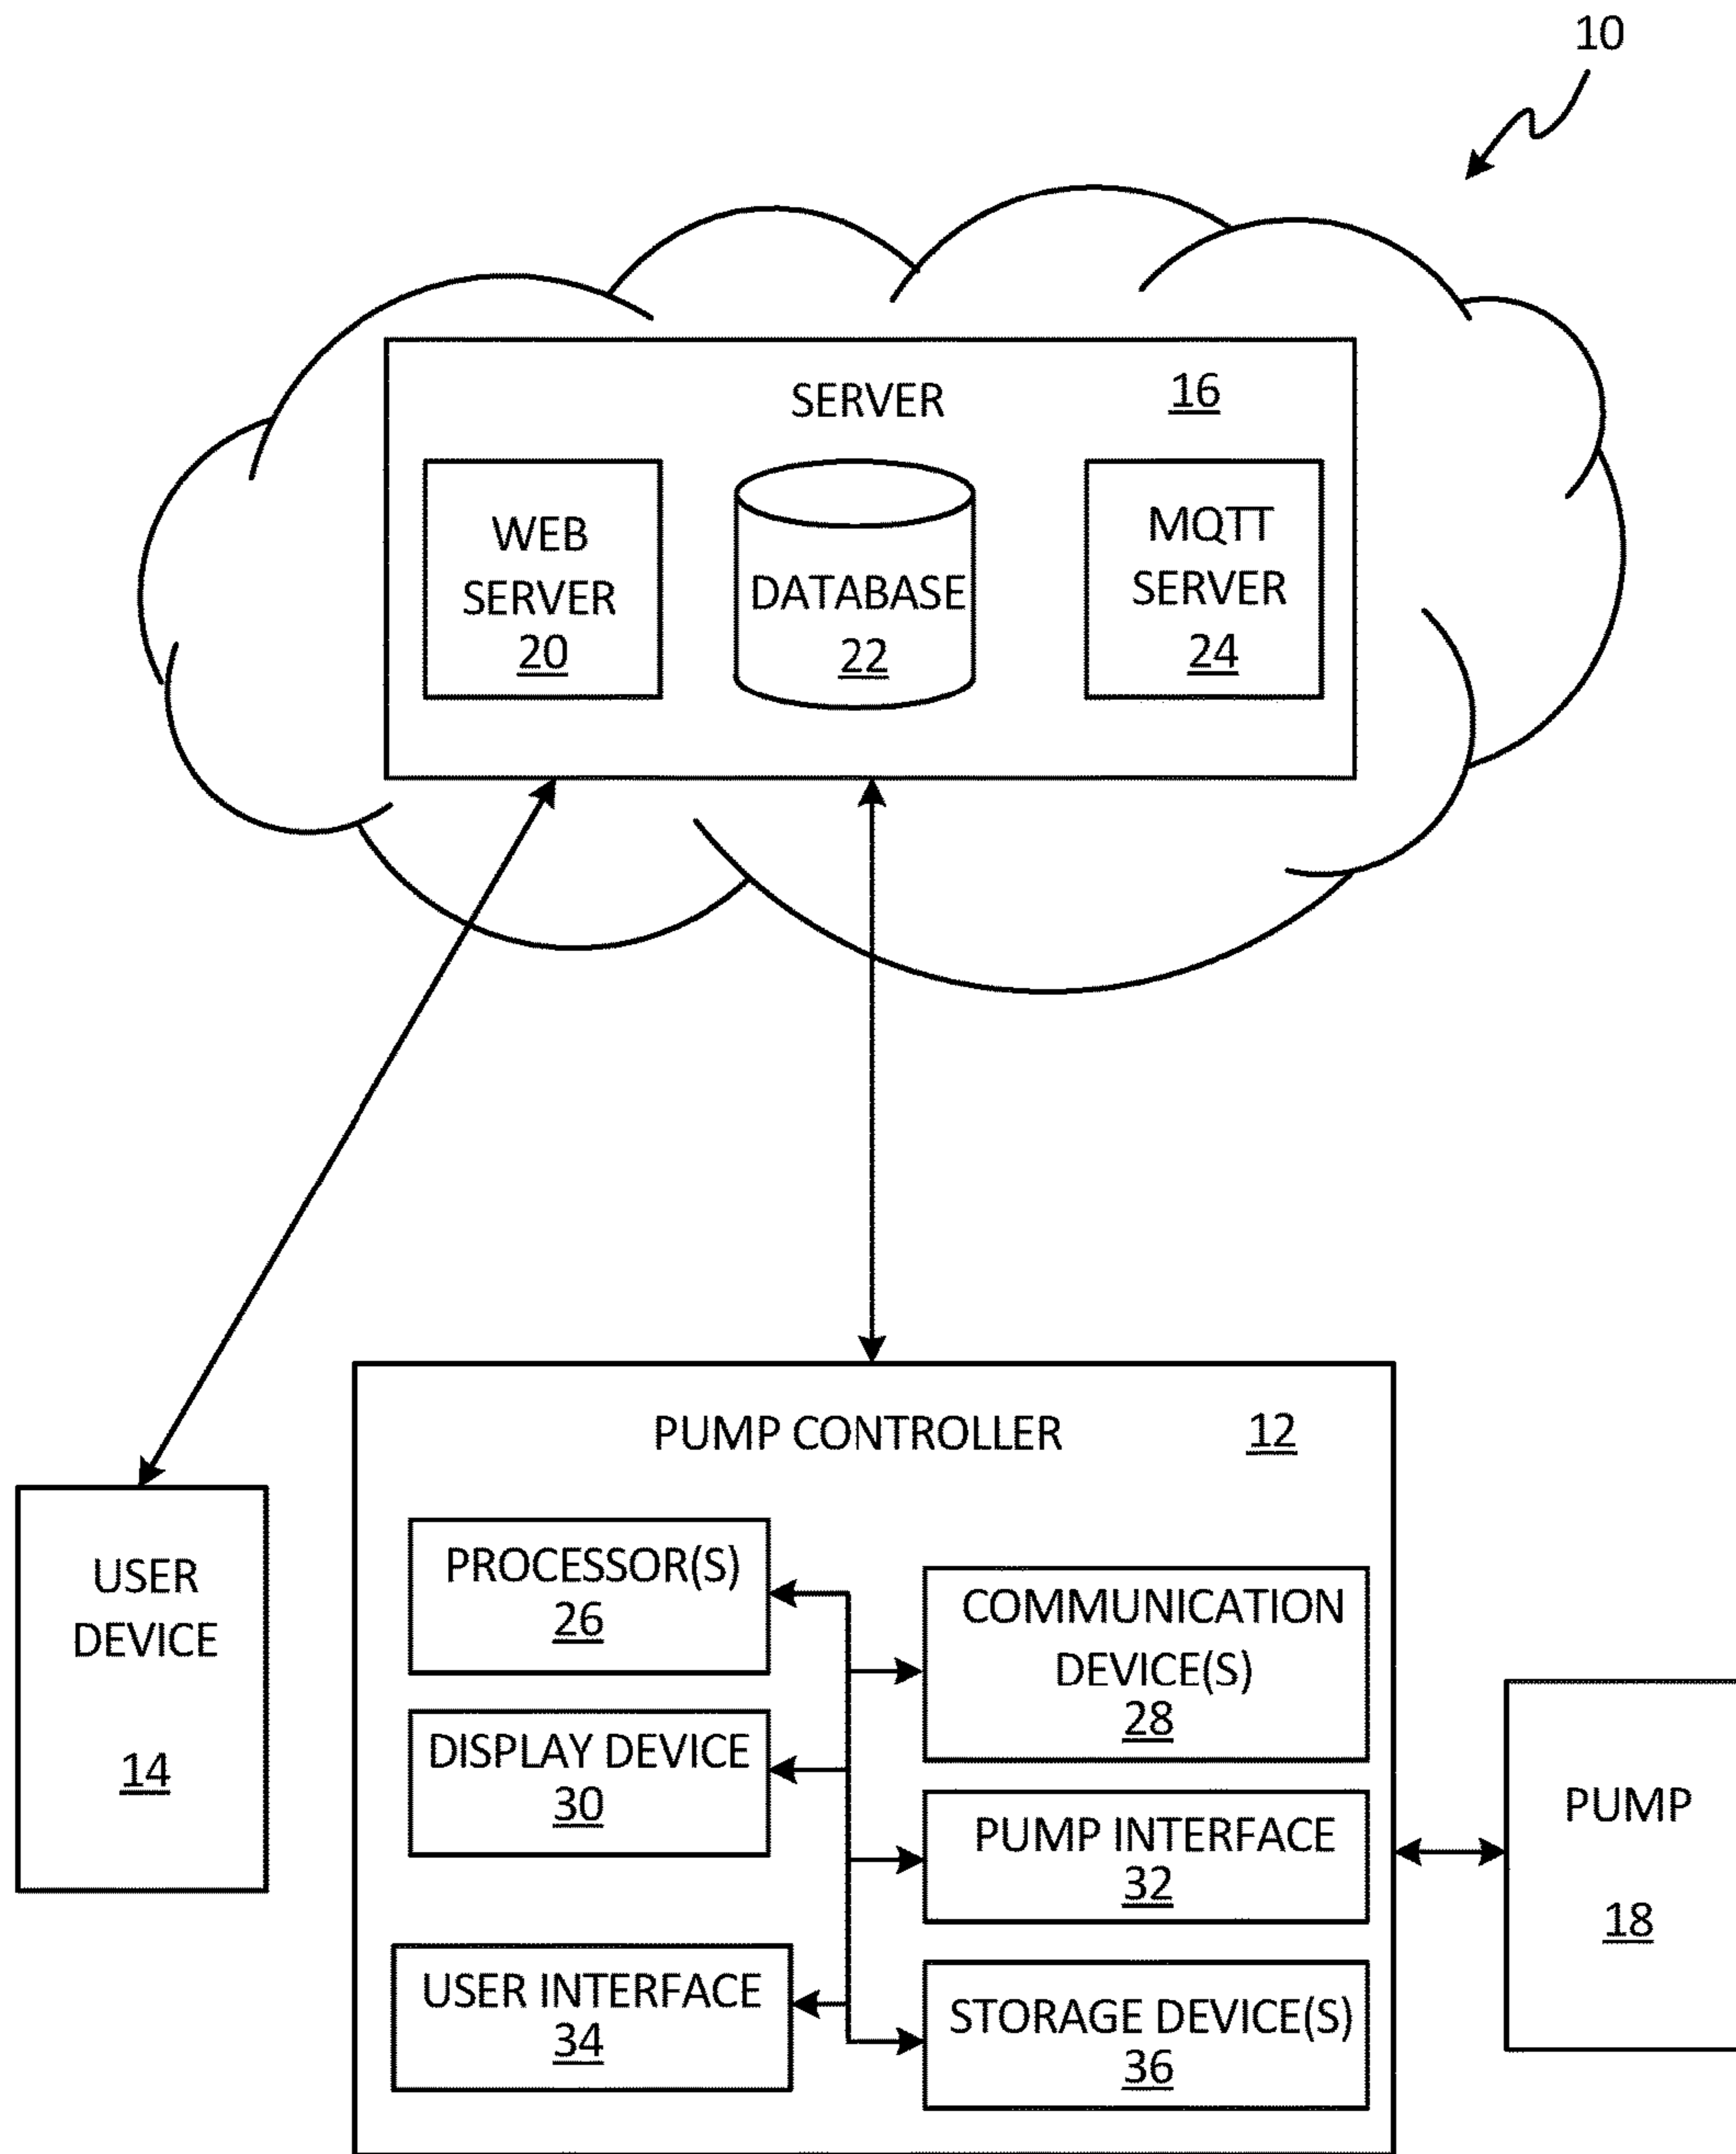 10
SERVER 16
WEB
SERVER
20
DATABASE
22
MQTT
SERVER
24
PUMP CONTROLLER 12
USER
DEVICE
14
PROCESSOR(S)
26
COMMUNICATION
DEVICE(S)
28
DISPLAY DEVICE
30
PUMP INTERFACE
32
USER INTERFACE
34
STORAGE DEVICE(S)
36
PUMP
18